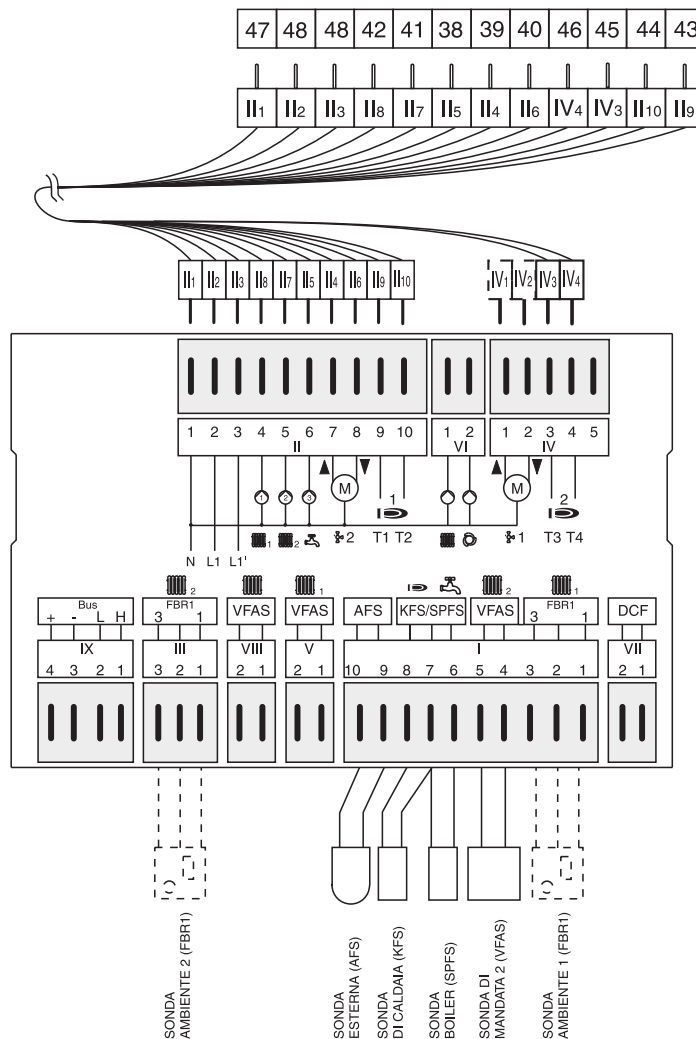 47 48 48 42 41 38 39 40 46 45 44 43
II1 II2 II3 II8 II7 II5 II4 II6 IV4 IV3 II10 II9
II1 II2 II3 II8 II7 II5 II4 II6 II9 II10 IV1 IV2 IV3 IV4
1 2 3 4 5 6 7 8 9 10 1 2 1 2 3 4 5
II VI IV
M M
1 2 3 1 2
1 2 2 T1 T2 1 T3 T4
N L1 L1'
2 1 2 1
Bus FBR1 VFAS VFAS AFS KFS/SPFS VFAS FBR1 DCF
+ - L H 3 1 3 1
IX III VIII V I VII
4 3 2 1 3 2 1 2 1 2 1 10 9 8 7 6 5 4 3 2 1 2 1
SONDA
AMBIENTE 2 (FBR1)
SONDA
ESTERNA (AFS)
SONDA
DI CALDAIA (KFS)
SONDA
BOILER (SPFS)
SONDA DI
MANDATA 2 (VFAS)
SONDA
AMBIENTE 1 (FBR1)